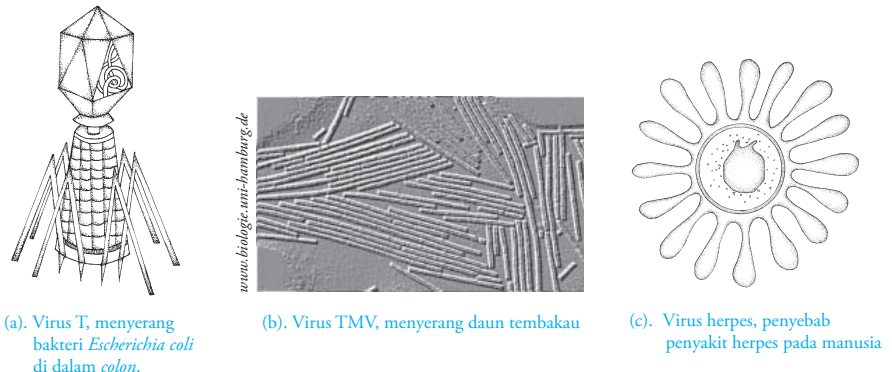 www.biologie.uni-hamburg.de
(a). Virus T, menyerang
bakteri Escherichia coli
di dalam colon.
(b). Virus TMV, menyerang daun tembakau
(c). Virus herpes, penyebab
penyakit herpes pada manusia